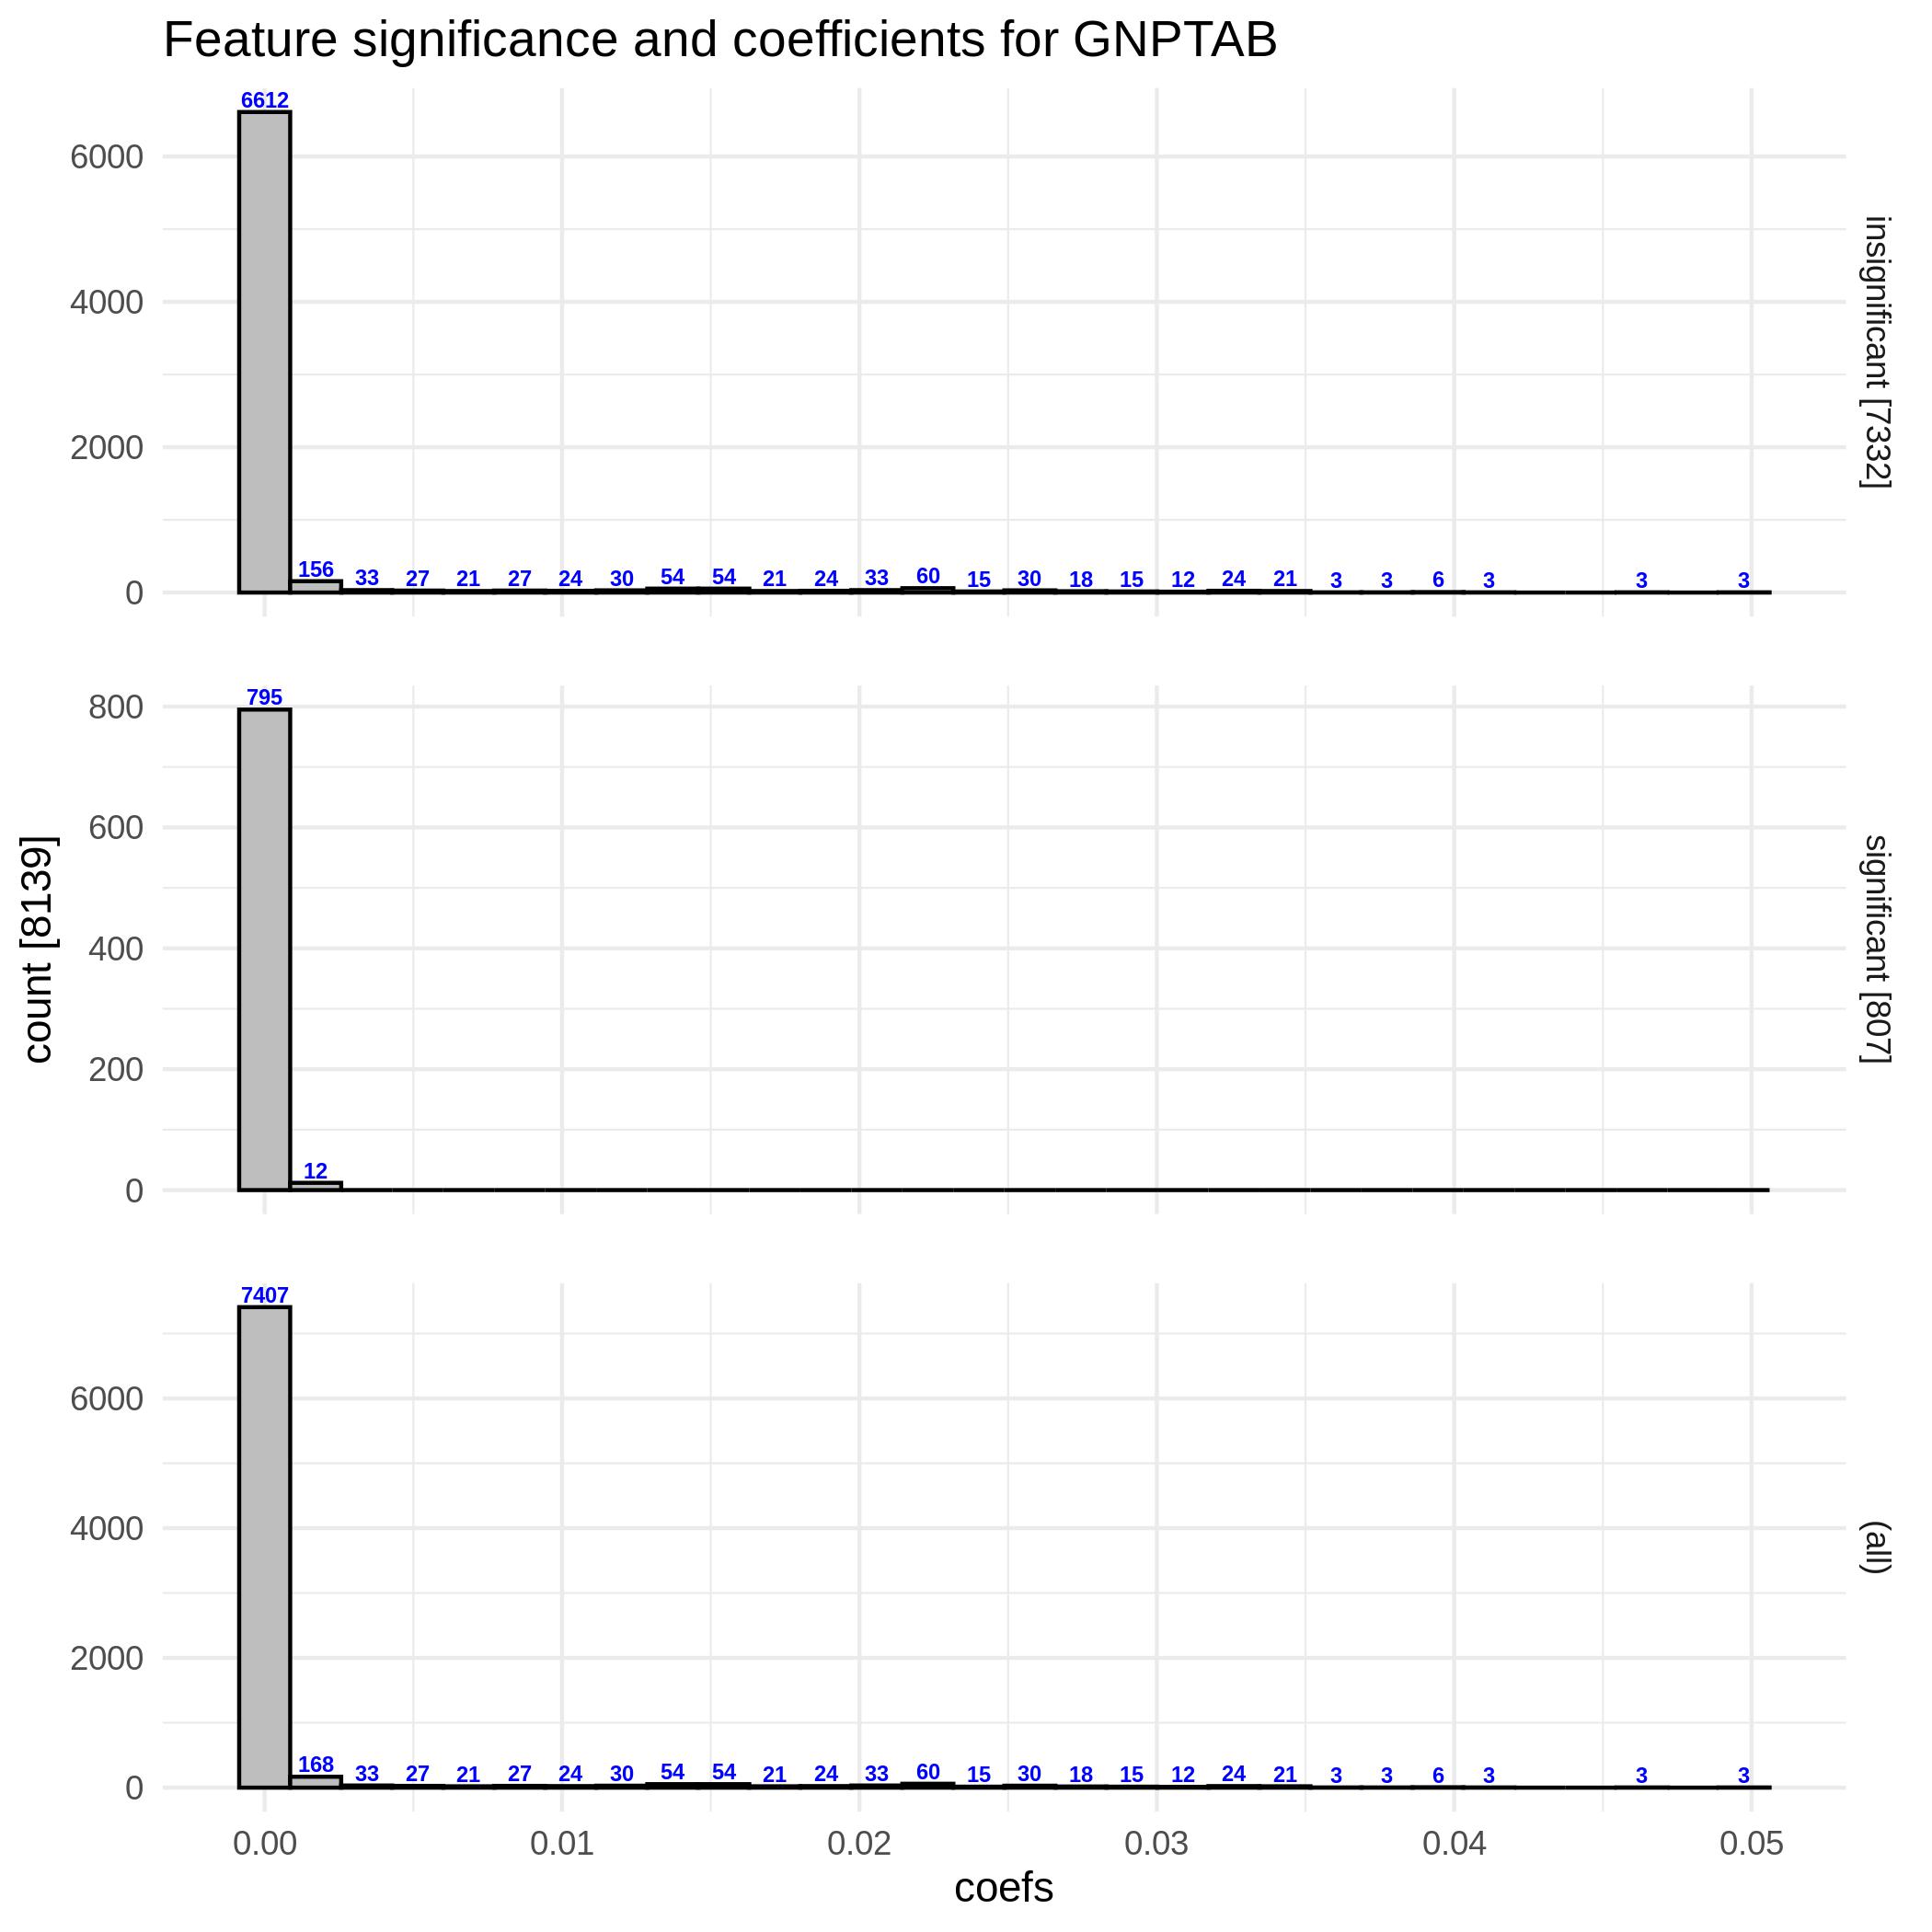 Feature significance and coefficients for GNPTAB
6612
6000
4000
2000
0
156 33 27 21 27 24 30 54 54 21 24 33 60 15 30 18 15 12 24 21 3 3 6 3 3 3
insignificant [7332]
count [8139]
795
800
600
400
200
0
12
significant [807]
7407
6000
4000
2000
0
168 33 27 21 27 24 30 54 54 21 24 33 60 15 30 18 15 12 24 21 3 3 6 3 3 3
(all)
0.00 0.01 0.02 0.03 0.04 0.05
coefs